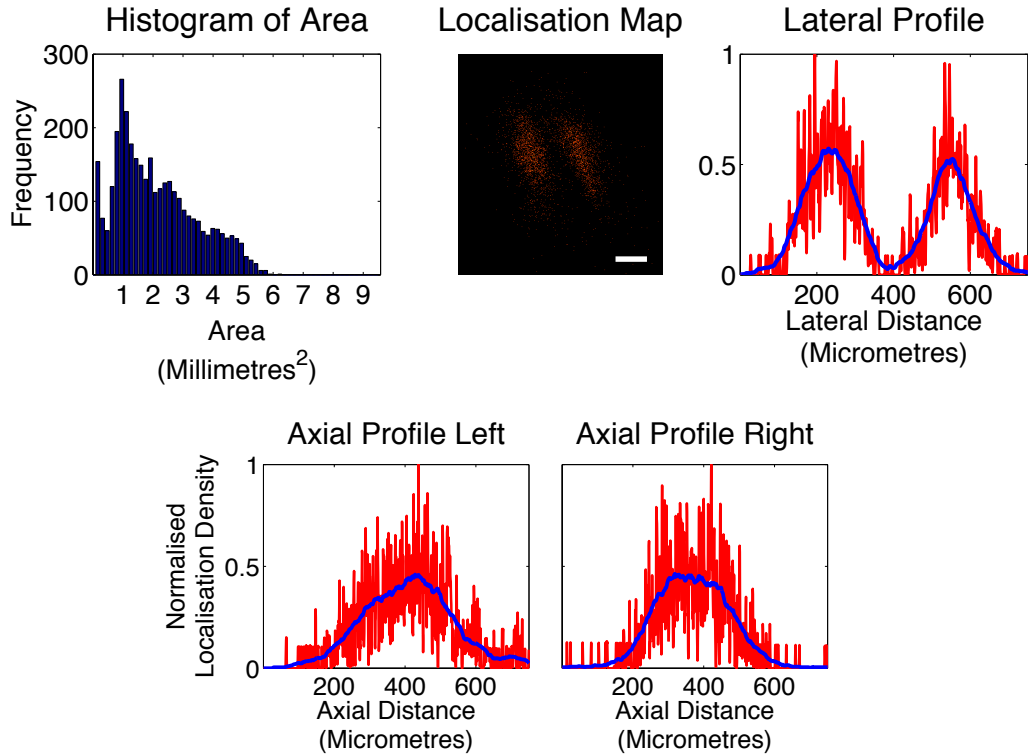 Histogram of Area
300
200
100
0
Frequency
1 2 3 4 5 6 7 8 9
Area
(Millimetres²)
Localisation Map
Lateral Profile
1
0.5
0
200 400 600
Lateral Distance
(Micrometres)
Axial Profile Left
Normalised
Localisation Density
1
0.5
0
200 400 600
Axial Distance
(Micrometres)
Axial Profile Right
200 400 600
Axial Distance
(Micrometres)